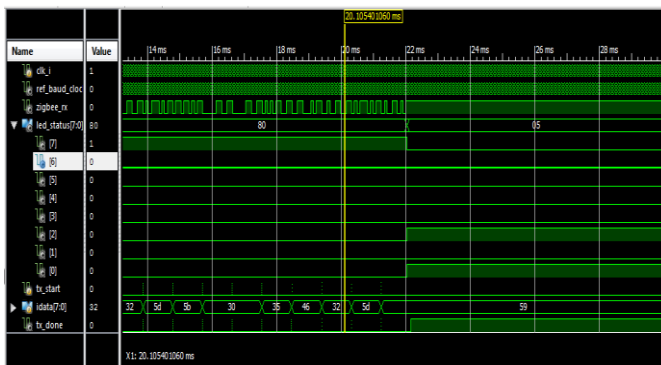 20.105401060 ms
Name Value 14 ms 16 ms 18 ms 20 ms 22 ms 24 ms 26 ms 28 ms
clk_i 1
ref_baud_cloc 0
zigbee_rx 0
led_status[7:0] 80 80 05
[7] 1
[6] 0
[5] 0
[4] 0
[3] 0
[2] 0
[1] 0
[0] 0
tx_start 0
idata[7:0] 32 32 5d 5b 30 35 46 32 5d 59
tx_done 0
X1: 20.105401060 ms